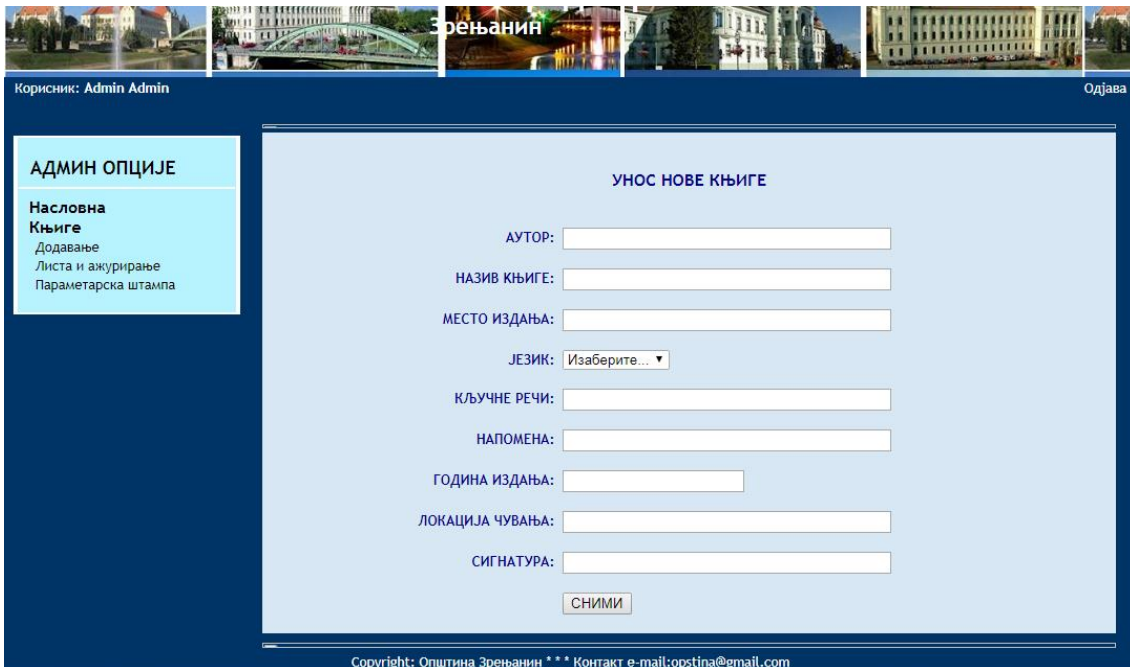 Зрењанин
Корисник: Admin Admin
Одјава
АДМИН ОПЦИЈЕ
Насловна
Књиге
Додавање
Листа и ажурирање
Параметарска штампа
УНОС НОВЕ КЊИГЕ
АУТОР:
НАЗИВ КЊИГЕ:
МЕСТО ИЗДАЊА:
ЈЕЗИК: Изаберите...
КЉУЧНЕ РЕЧИ:
НАПОМЕНА:
ГОДИНА ИЗДАЊА:
ЛОКАЦИЈА ЧУВАЊА:
СИГНАТУРА:
СНИМИ
Copyright: Општина Зрењанин * * * Контакт e-mail:opstina@gmail.com